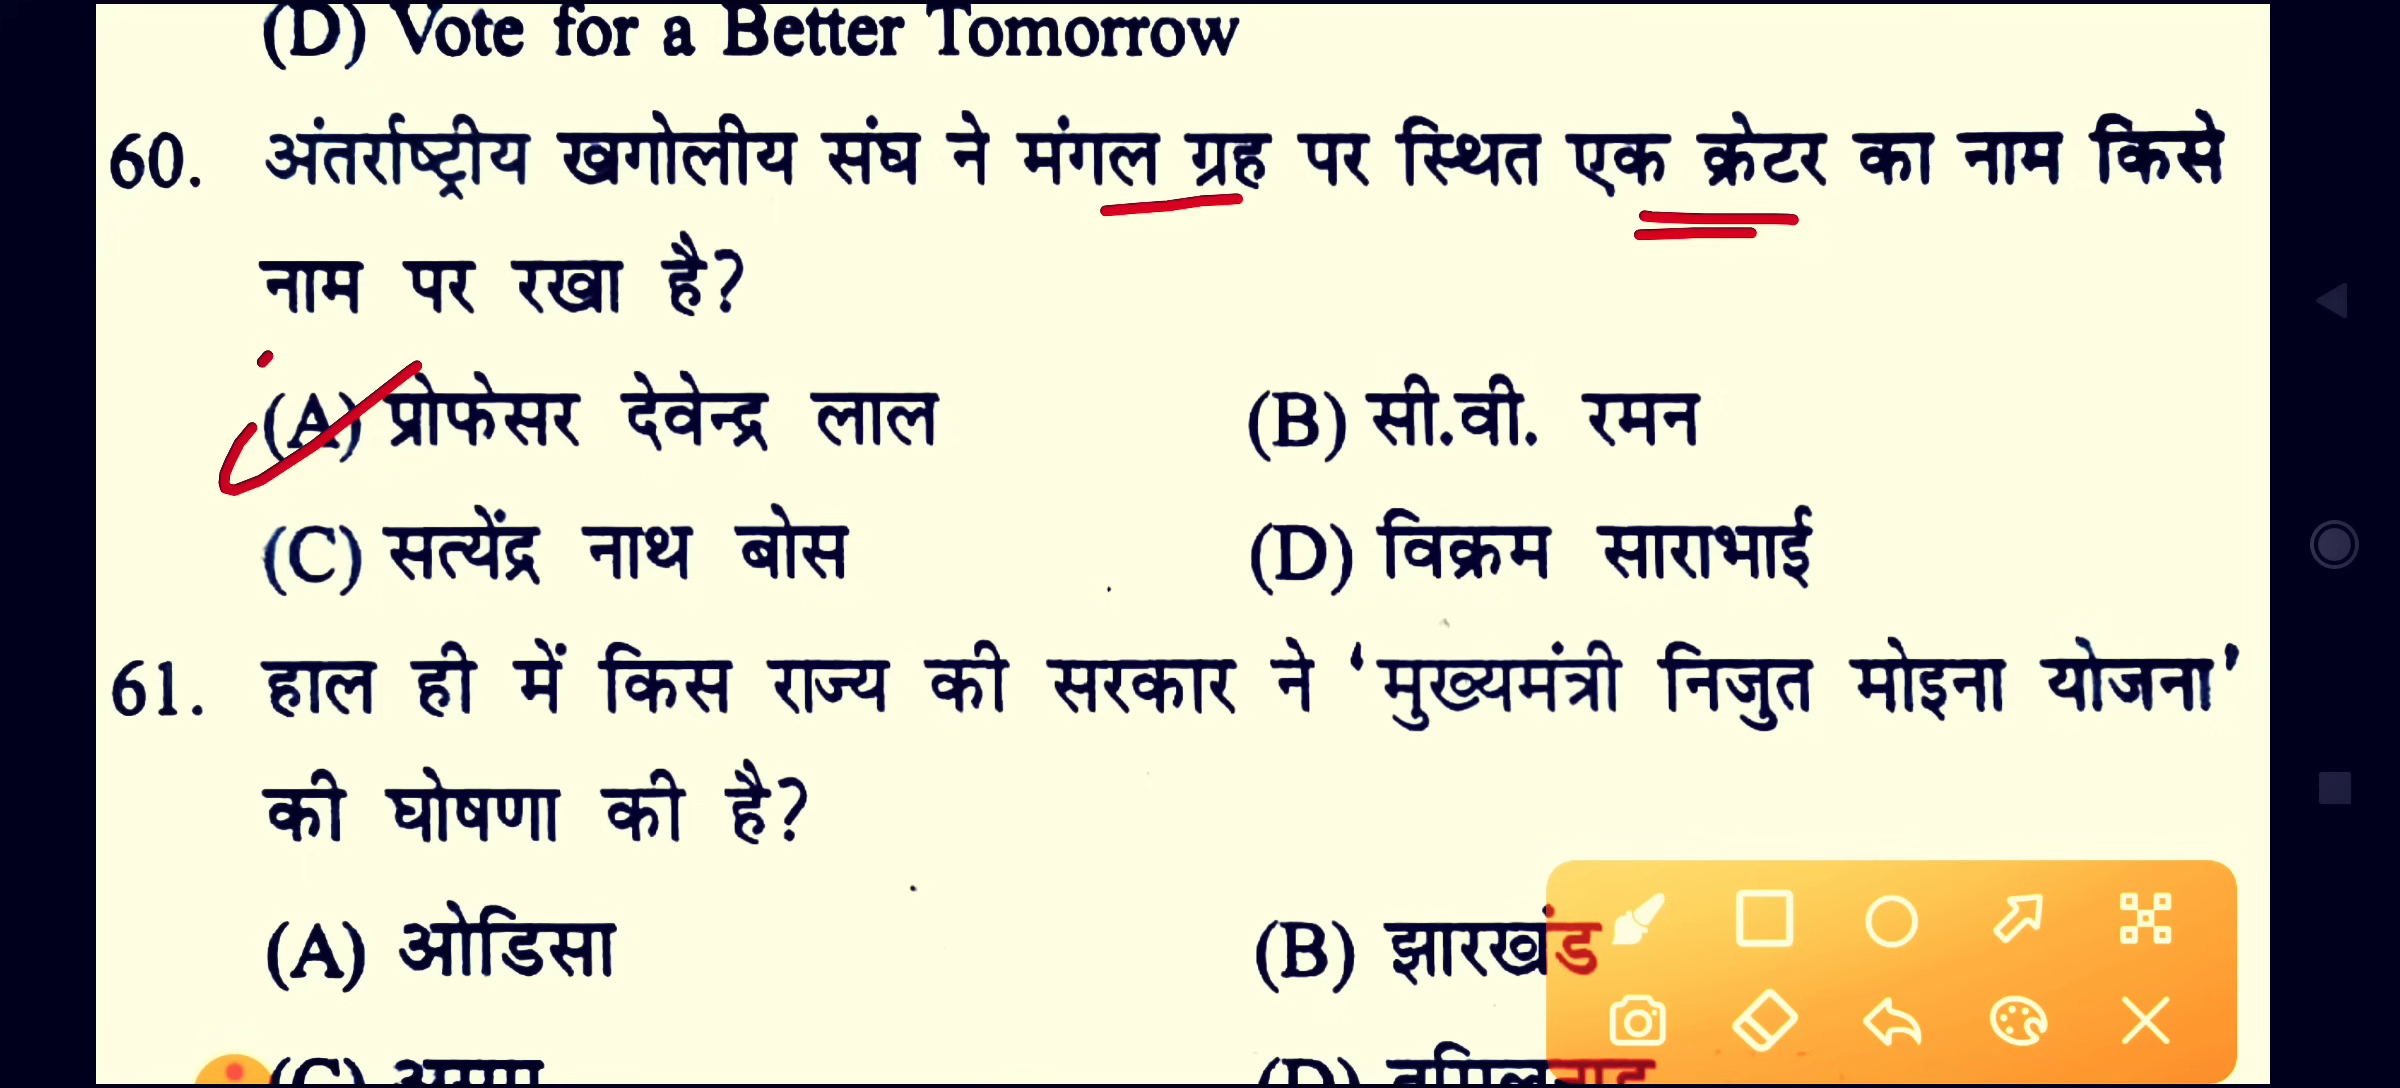 (D) Vote for a Better Tomorrow
60. अंतर्राष्ट्रीय खगोलीय संघ ने मंगल ग्रह पर स्थित एक क्रेटर का नाम किसे
नाम पर रखा है?
(A) प्रोफेसर देवेन्द्र लाल (B) सी.वी. रमन
(C) सत्येंद्र नाथ बोस (D) विक्रम साराभाई
61. हाल ही में किस राज्य की सरकार ने ‘मुख्यमंत्री निजुत मोइना योजना’
की घोषणा की है?
(A) ओडिसा (B) झारखंड
(C) (D)